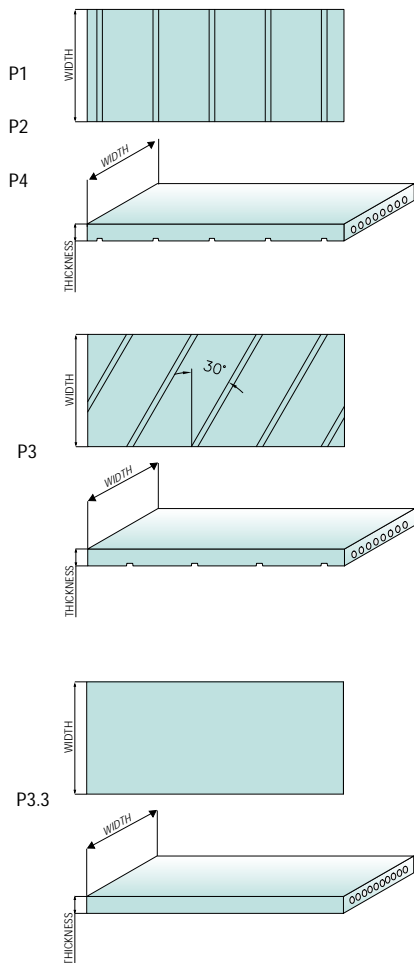 WIDTH
P1
P2
WIDTH
P4
THICKNESS
WIDTH
30°
P3
WIDTH
THICKNESS
WIDTH
P3.3
WIDTH
THICKNESS